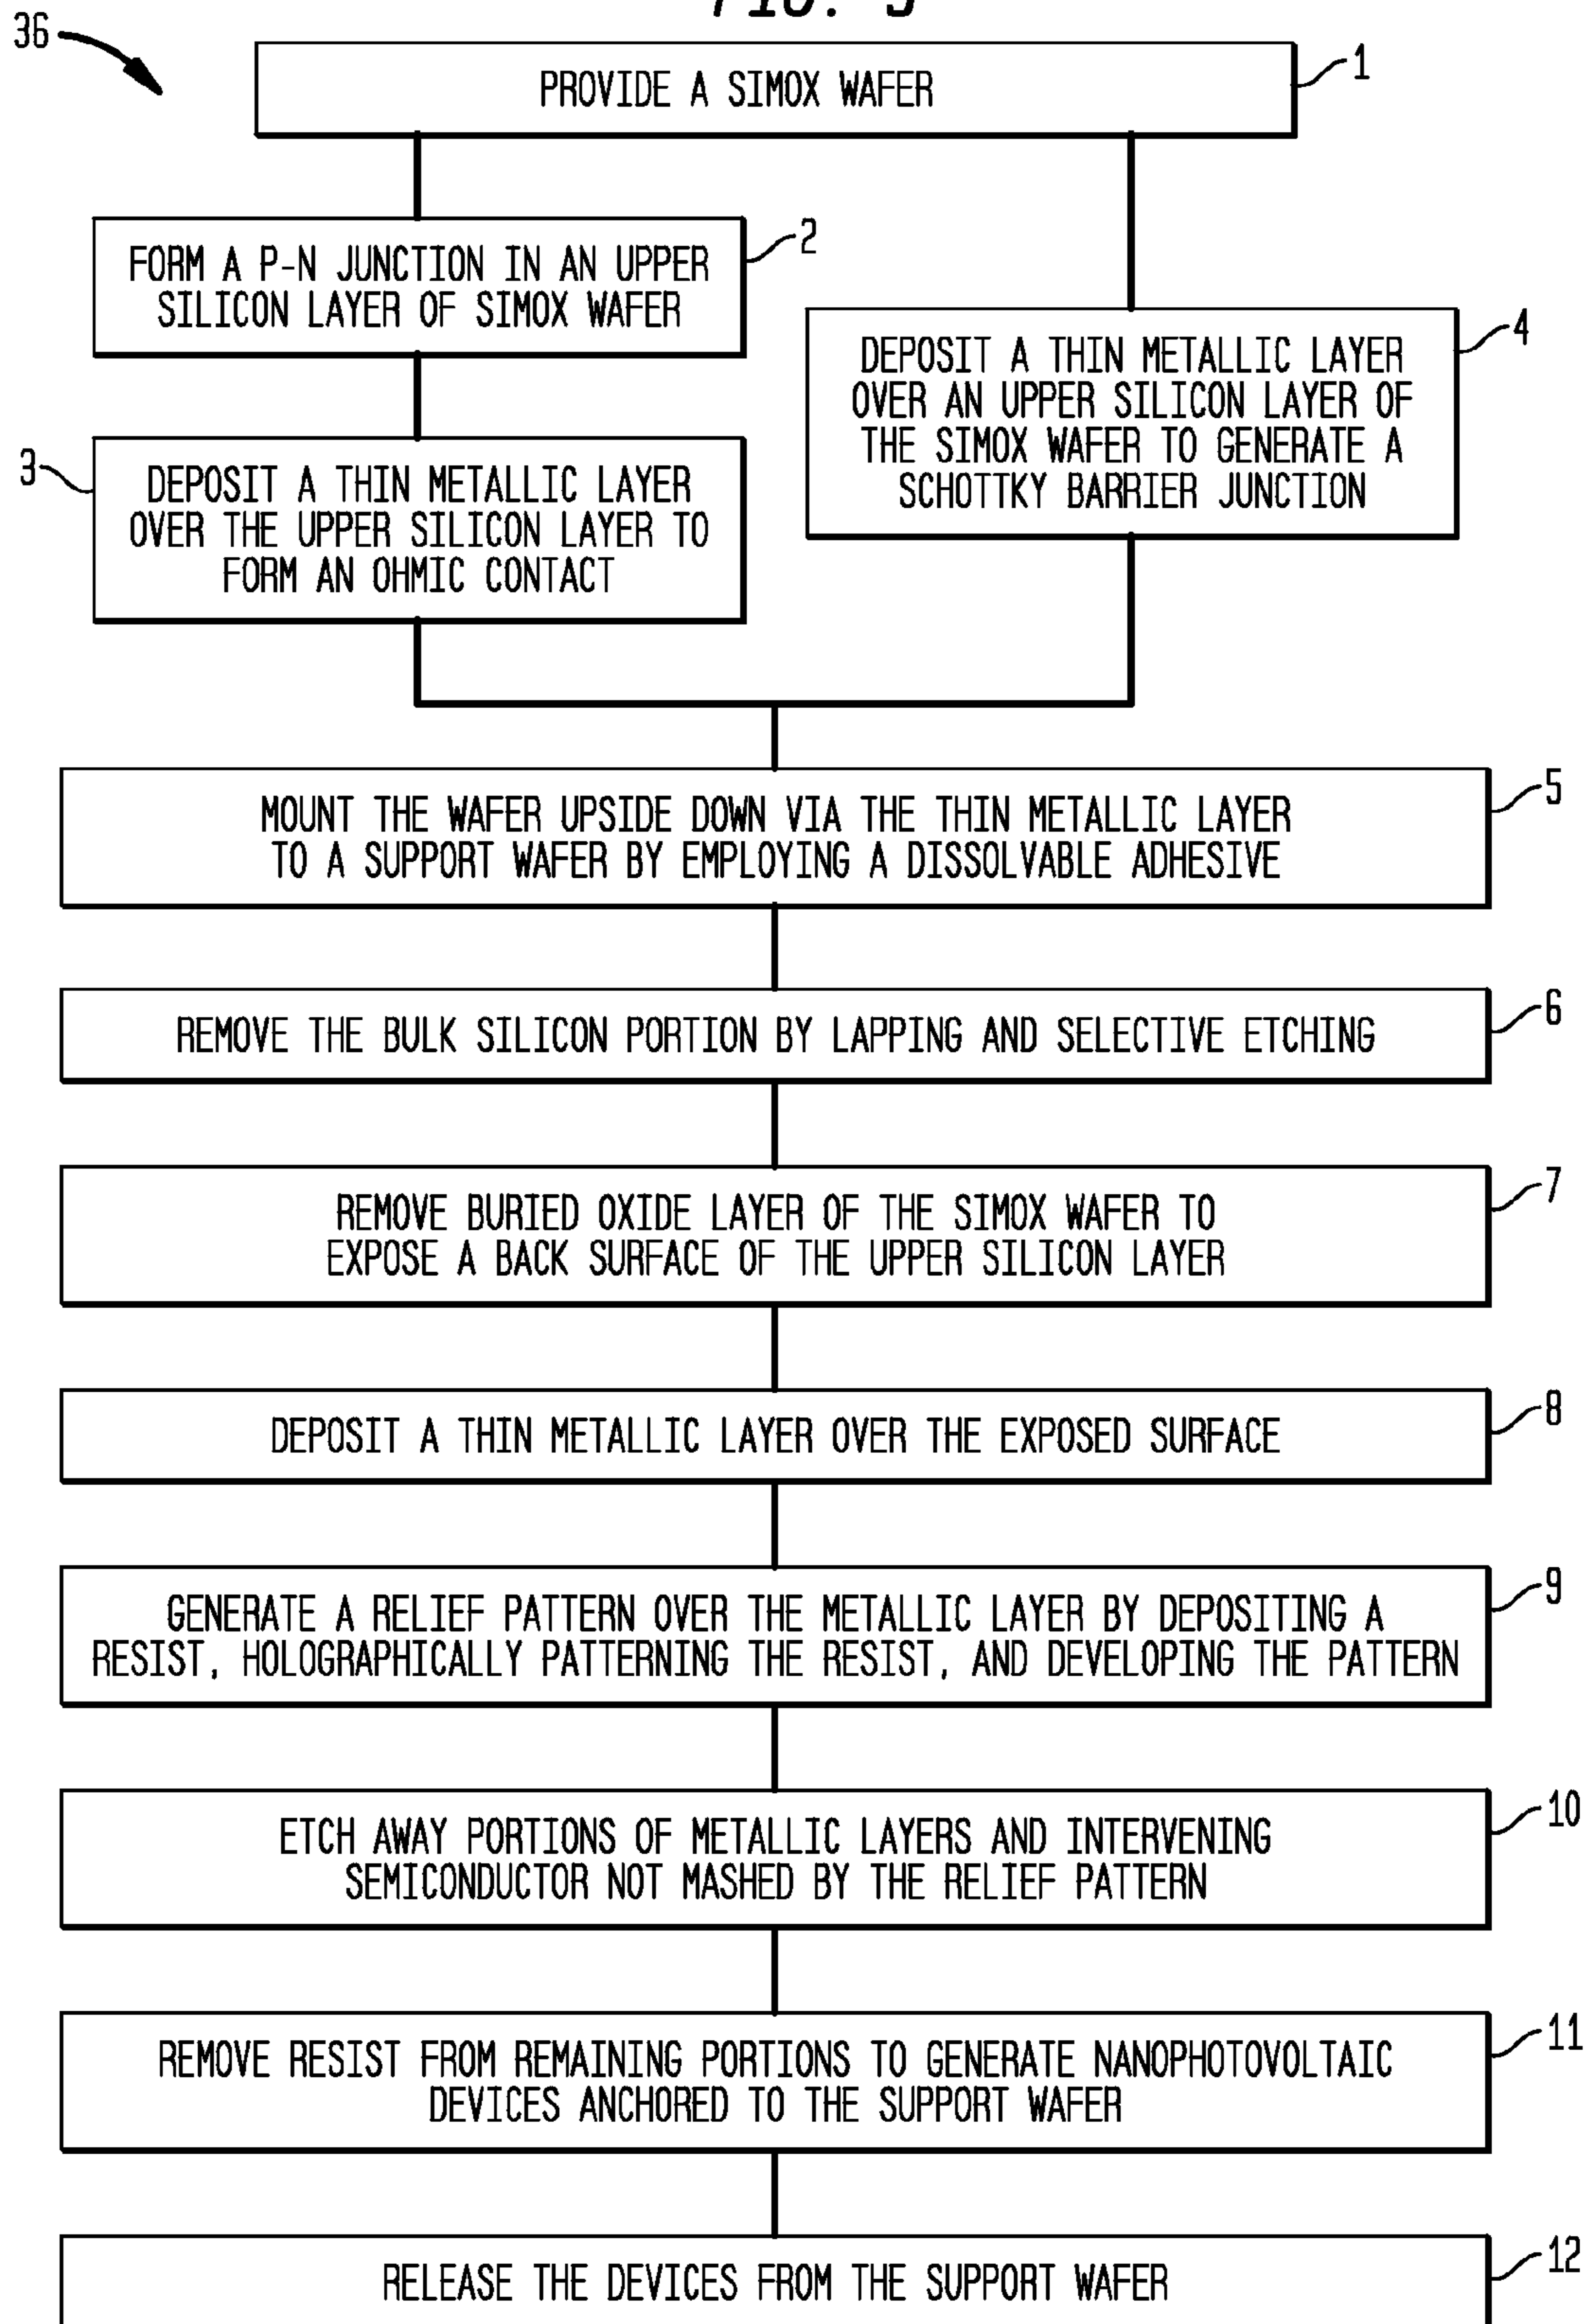 36
PROVIDE A SIMOX WAFER
1
FORM A P-N JUNCTION IN AN UPPER
SILICON LAYER OF SIMOX WAFER
2
DEPOSIT A THIN METALLIC LAYER
OVER THE UPPER SILICON LAYER TO
FORM AN OHMIC CONTACT
3
DEPOSIT A THIN METALLIC LAYER
OVER AN UPPER SILICON LAYER OF
THE SIMOX WAFER TO GENERATE A
SCHOTTKY BARRIER JUNCTION
4
MOUNT THE WAFER UPSIDE DOWN VIA THE THIN METALLIC LAYER
TO A SUPPORT WAFER BY EMPLOYING A DISSOLVABLE ADHESIVE
5
REMOVE THE BULK SILICON PORTION BY LAPPING AND SELECTIVE ETCHING
6
REMOVE BURIED OXIDE LAYER OF THE SIMOX WAFER TO
EXPOSE A BACK SURFACE OF THE UPPER SILICON LAYER
7
DEPOSIT A THIN METALLIC LAYER OVER THE EXPOSED SURFACE
8
GENERATE A RELIEF PATTERN OVER THE METALLIC LAYER BY DEPOSITING A
RESIST, HOLOGRAPHICALLY PATTERNING THE RESIST, AND DEVELOPING THE PATTERN
9
ETCH AWAY PORTIONS OF METALLIC LAYERS AND INTERVENING
SEMICONDUCTOR NOT MASHED BY THE RELIEF PATTERN
10
REMOVE RESIST FROM REMAINING PORTIONS TO GENERATE NANOPHOTOVOLTAIC
DEVICES ANCHORED TO THE SUPPORT WAFER
11
RELEASE THE DEVICES FROM THE SUPPORT WAFER
12